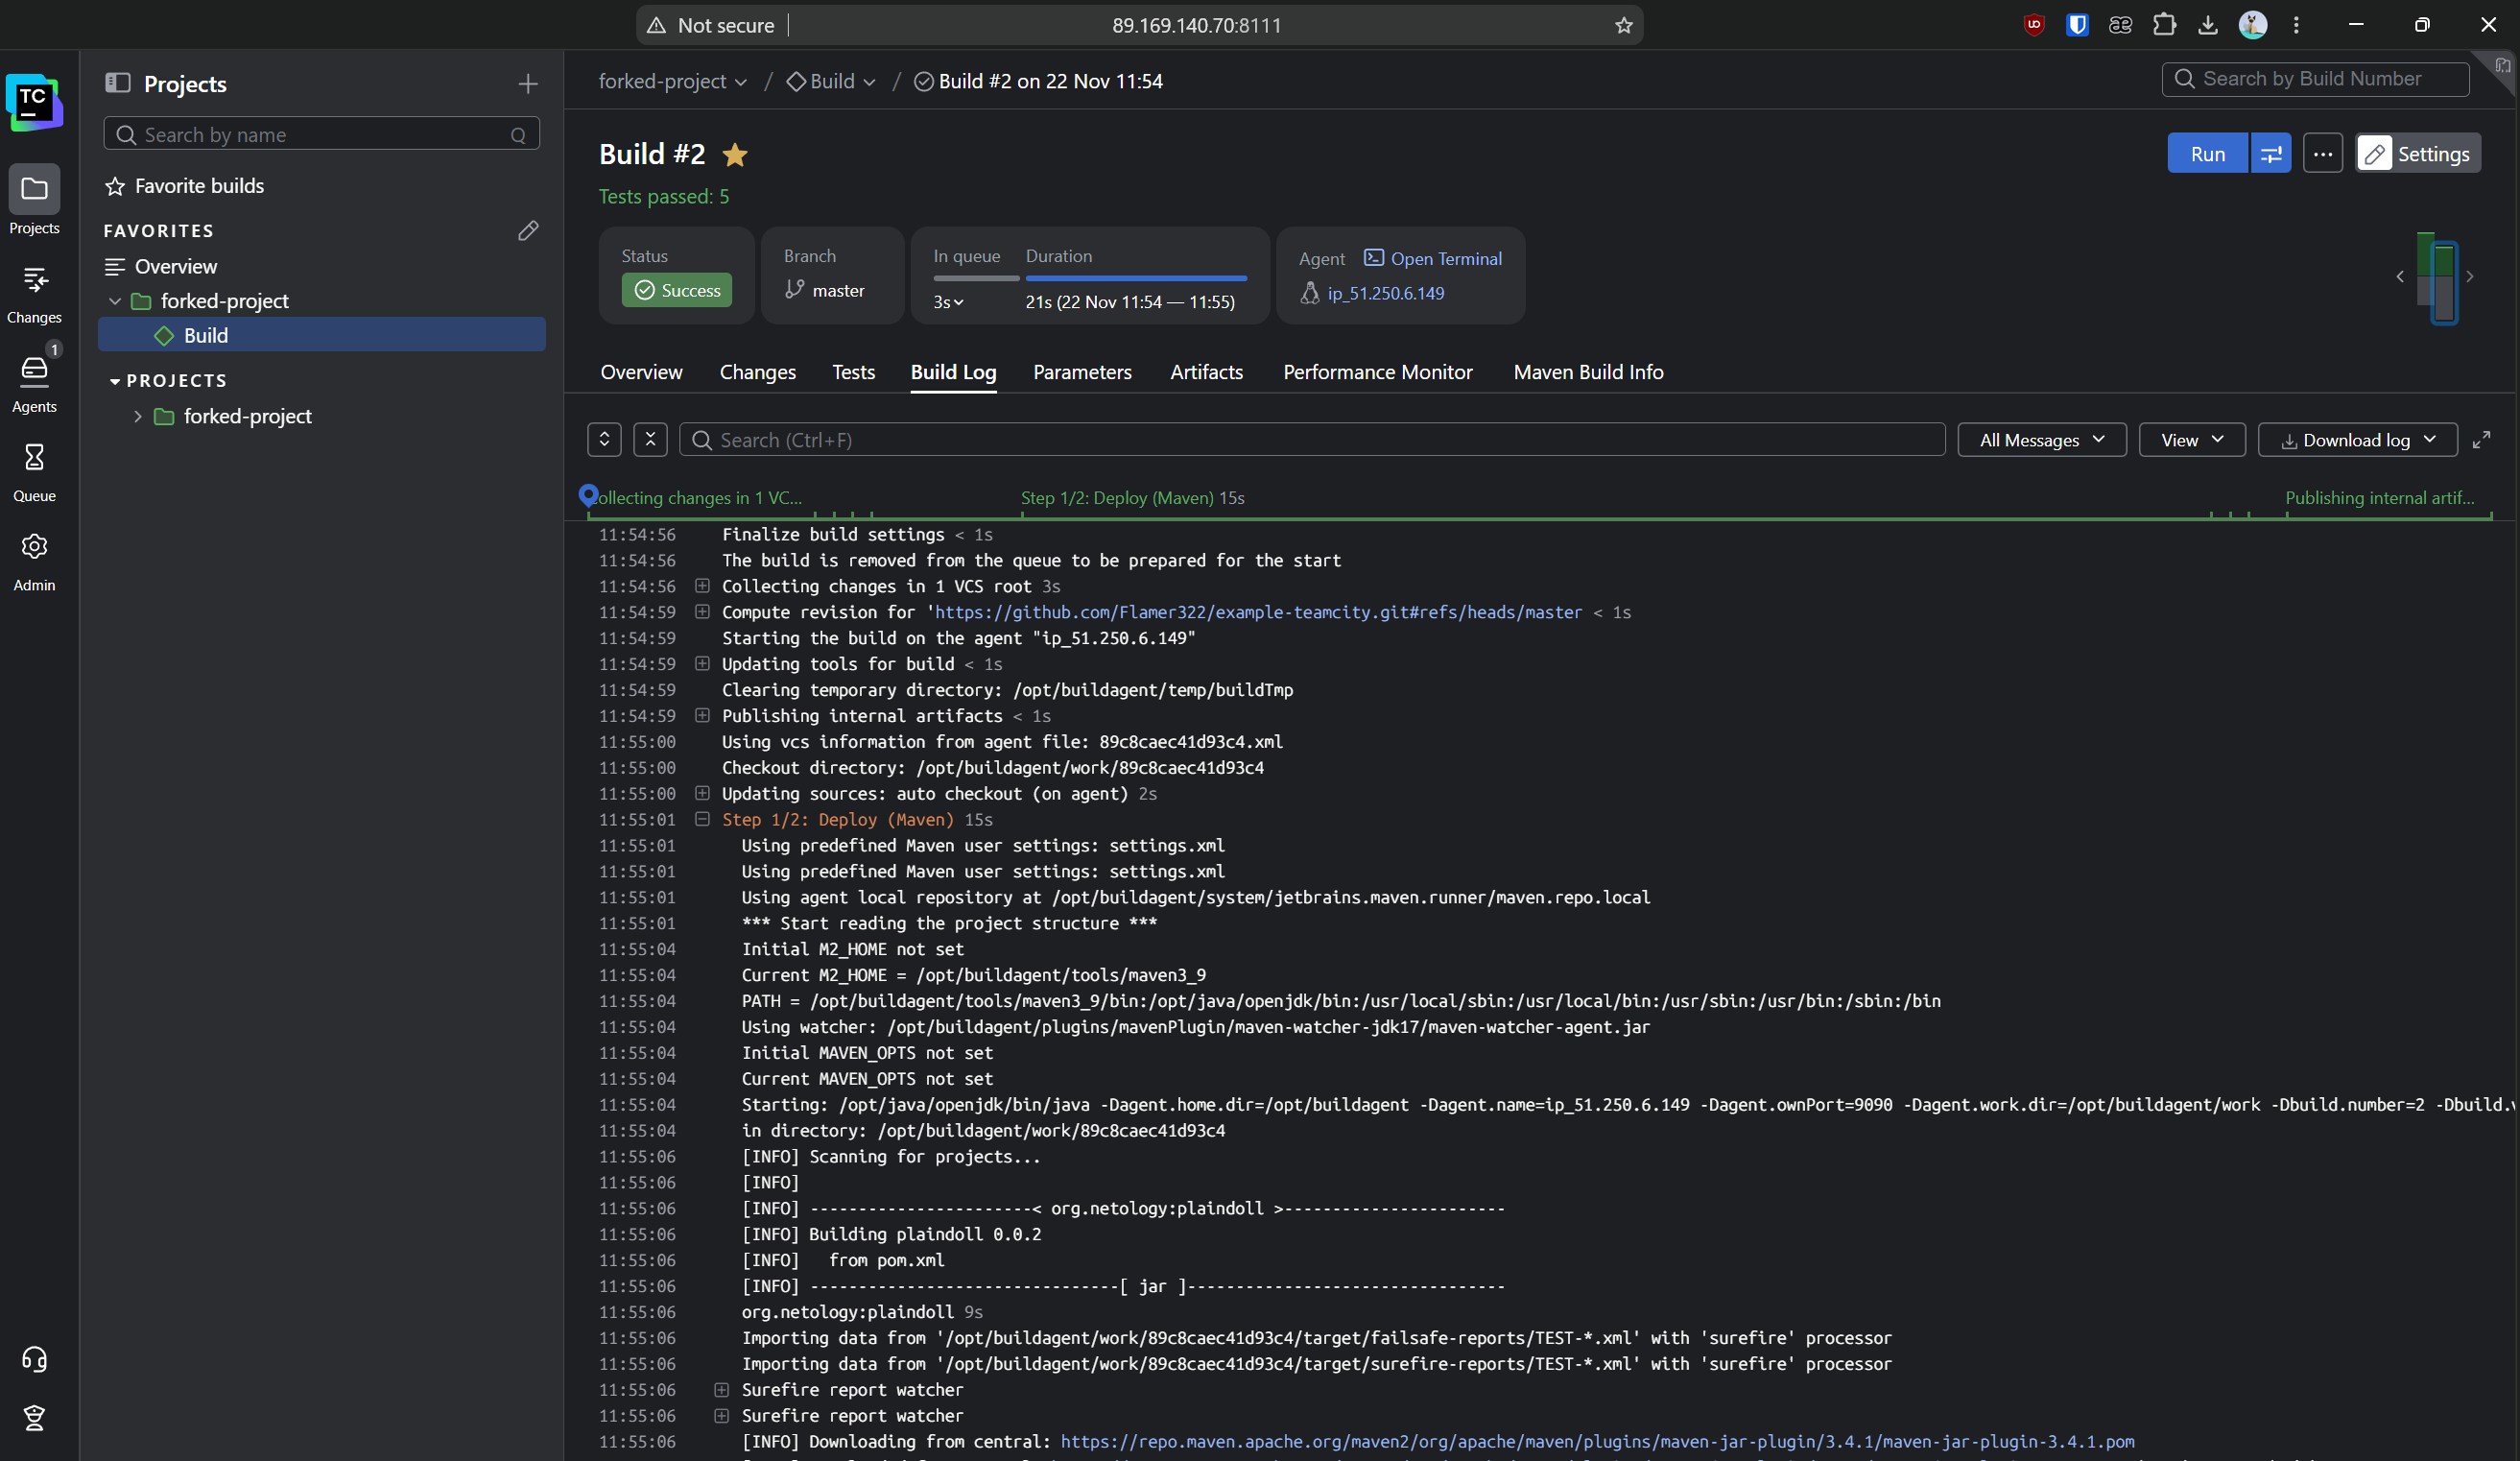 Not secure
89.169.140.70:8111
TC
Projects
Changes
1
Agents
Queue
Admin
Projects
Search by name
Q
Favorite builds
FAVORITES
Overview
forked-project
Build
PROJECTS
forked-project
forked-project / Build / Build #2 on 22 Nov 11:54
Search by Build Number
Build #2
Run
...
Settings
Tests passed: 5
Status
Success
Branch
master
In queue
3s
Duration
21s (22 Nov 11:54 — 11:55)
Agent Open Terminal
ip_51.250.6.149
Overview Changes Tests Build Log Parameters Artifacts Performance Monitor Maven Build Info
Search (Ctrl+F)
All Messages
View
Download log
ollecting changes in 1 VC...
Step 1/2: Deploy (Maven) 15s
Publishing internal artif...
11:54:56 Finalize build settings < 1s
11:54:56 The build is removed from the queue to be prepared for the start
11:54:56 Collecting changes in 1 VCS root 3s
11:54:59 Compute revision for 'https://github.com/Flamer322/example-teamcity.git#refs/heads/master < 1s
11:54:59 Starting the build on the agent "ip_51.250.6.149"
11:54:59 Updating tools for build < 1s
11:54:59 Clearing temporary directory: /opt/buildagent/temp/buildTmp
11:54:59 Publishing internal artifacts < 1s
11:55:00 Using vcs information from agent file: 89c8caec41d93c4.xml
11:55:00 Checkout directory: /opt/buildagent/work/89c8caec41d93c4
11:55:00 Updating sources: auto checkout (on agent) 2s
11:55:01 Step 1/2: Deploy (Maven) 15s
11:55:01 Using predefined Maven user settings: settings.xml
11:55:01 Using predefined Maven user settings: settings.xml
11:55:01 Using agent local repository at /opt/buildagent/system/jetbrains.maven.runner/maven.repo.local
11:55:01 *** Start reading the project structure ***
11:55:04 Initial M2_HOME not set
11:55:04 Current M2_HOME = /opt/buildagent/tools/maven3_9
11:55:04 PATH = /opt/buildagent/tools/maven3_9/bin:/opt/java/openjdk/bin:/usr/local/sbin:/usr/local/bin:/usr/sbin:/usr/bin:/sbin:/bin
11:55:04 Using watcher: /opt/buildagent/plugins/mavenPlugin/maven-watcher-jdk17/maven-watcher-agent.jar
11:55:04 Initial MAVEN_OPTS not set
11:55:04 Current MAVEN_OPTS not set
11:55:04 Starting: /opt/java/openjdk/bin/java -Dagent.home.dir=/opt/buildagent -Dagent.name=ip_51.250.6.149 -Dagent.ownPort=9090 -Dagent.work.dir=/opt/buildagent/work -Dbuild.number=2 -Dbuild.
11:55:04 in directory: /opt/buildagent/work/89c8caec41d93c4
11:55:06 [INFO] Scanning for projects...
11:55:06 [INFO]
11:55:06 [INFO] -----------------------< org.netology:plaindoll >-----------------------
11:55:06 [INFO] Building plaindoll 0.0.2
11:55:06 [INFO]   from pom.xml
11:55:06 [INFO] --------------------------------[ jar ]---------------------------------
11:55:06 org.netology:plaindoll 9s
11:55:06 Importing data from '/opt/buildagent/work/89c8caec41d93c4/target/failsafe-reports/TEST-*.xml' with 'surefire' processor
11:55:06 Importing data from '/opt/buildagent/work/89c8caec41d93c4/target/surefire-reports/TEST-*.xml' with 'surefire' processor
11:55:06 Surefire report watcher
11:55:06 Surefire report watcher
11:55:06 [INFO] Downloading from central: https://repo.maven.apache.org/maven2/org/apache/maven/plugins/maven-jar-plugin/3.4.1/maven-jar-plugin-3.4.1.pom